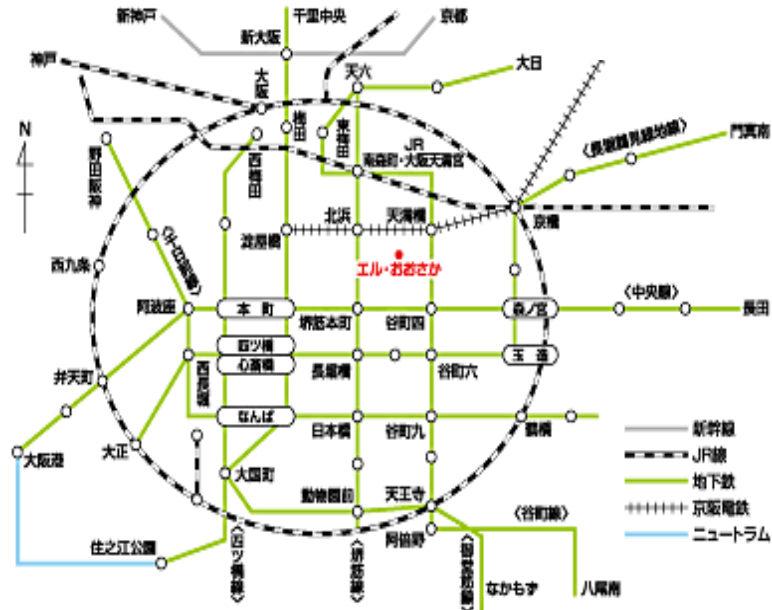 新神戸
千里中央
京都
新大阪
神戸
大阪
天六
大日
N
梅田
東梅田
西梅田
JR
南森町・大阪天満宮
〈長堀鶴見緑地線〉
門真南
野田阪神
北浜
天満橋
京橋
淀屋橋
エル・おおさか
西九条
〈中央線〉
阿波座
本町
堺筋本町
谷町四
森ノ宮
長田
四ツ橋
心斎橋
長堀橋
谷町六
玉造
弁天町
西長堀
なんば
日本橋
谷町九
鶴橋
新幹線
大阪港
大正
JR線
大国町
地下鉄
動物園前
天王寺
京阪電鉄
〈谷町線〉
住之江公園
〈四ツ橋線〉
〈堺筋線〉
阿倍野
〈御堂筋線〉
ニュートラム
なかもず
八尾南